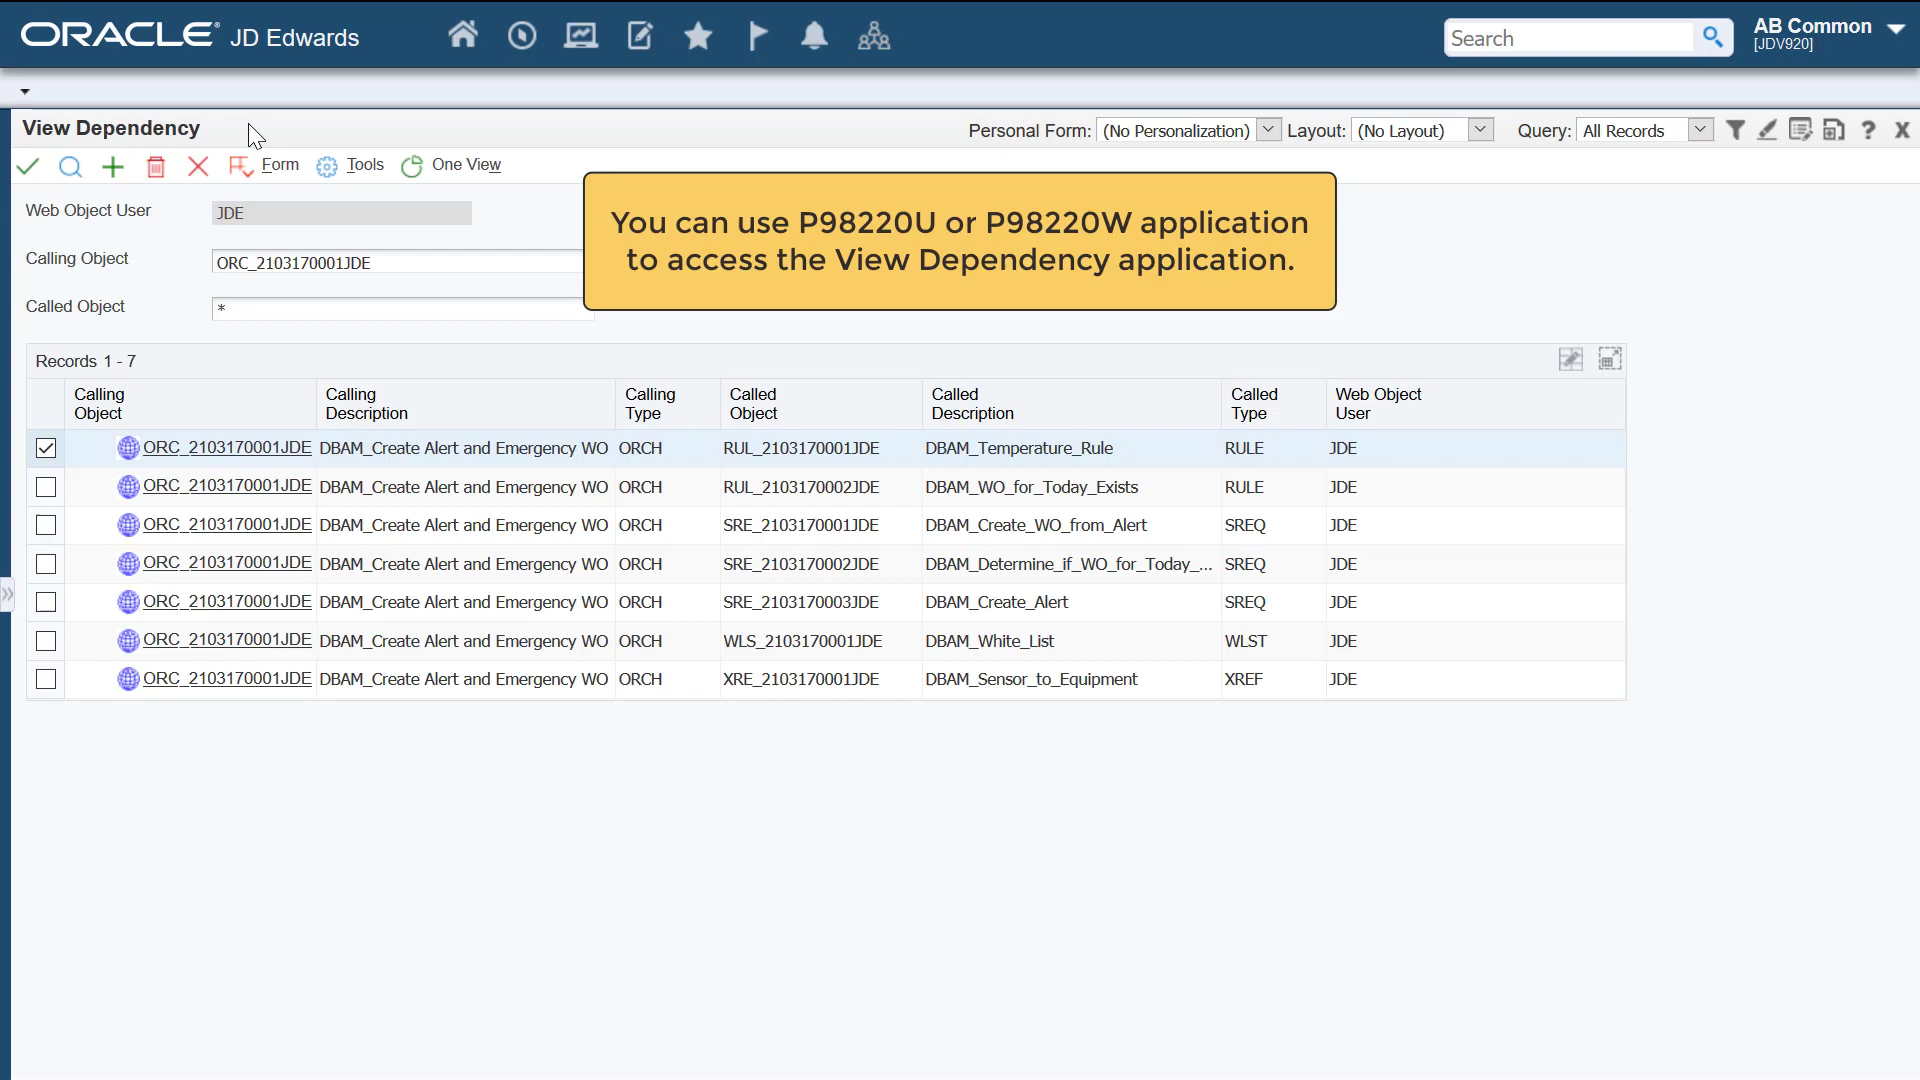 ORACLE® JD Edwards
Search
AB Common
[JDV920]
View Dependency
Personal Form: (No Personalization) Layout: (No Layout) Query: All Records
Form Tools One View
Web Object User JDE
Calling Object ORC_2103170001JDE
Called Object *
You can use P98220U or P98220W application
to access the View Dependency application.
Records 1 - 7
Calling Object Calling Description Calling Type Called Object Called Description Called Type Web Object User
ORC_2103170001JDE DBAM_Create Alert and Emergency WO ORCH RUL_2103170001JDE DBAM_Temperature_Rule RULE JDE
ORC_2103170001JDE DBAM_Create Alert and Emergency WO ORCH RUL_2103170002JDE DBAM_WO_for_Today_Exists RULE JDE
ORC_2103170001JDE DBAM_Create Alert and Emergency WO ORCH SRE_2103170001JDE DBAM_Create_WO_from_Alert SREQ JDE
ORC_2103170001JDE DBAM_Create Alert and Emergency WO ORCH SRE_2103170002JDE DBAM_Determine_if_WO_for_Today_... SREQ JDE
ORC_2103170001JDE DBAM_Create Alert and Emergency WO ORCH SRE_2103170003JDE DBAM_Create_Alert SREQ JDE
ORC_2103170001JDE DBAM_Create Alert and Emergency WO ORCH WLS_2103170001JDE DBAM_White_List WLST JDE
ORC_2103170001JDE DBAM_Create Alert and Emergency WO ORCH XRE_2103170001JDE DBAM_Sensor_to_Equipment XREF JDE